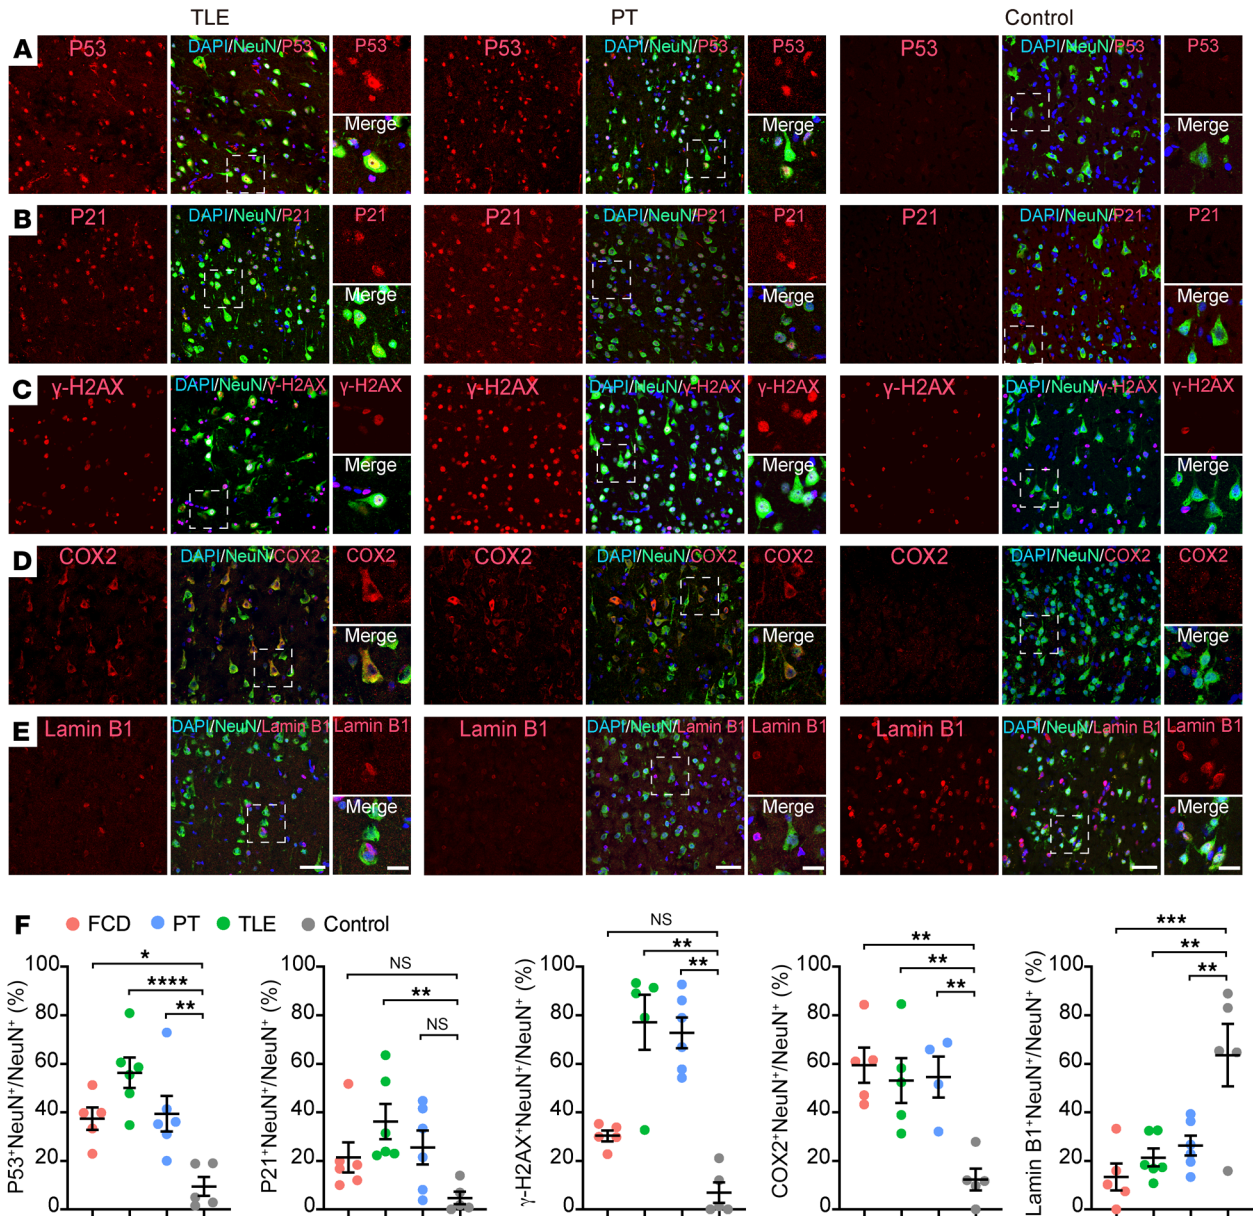 TLE PT Control
A P53 DAPI/NeuN/P53 P53 Merge P53 DAPI/NeuN/P53 P53 Merge P53 DAPI/NeuN/P53 P53 Merge
B P21 DAPI/NeuN/P21 P21 Merge P21 DAPI/NeuN/P21 P21 Merge P21 DAPI/NeuN/P21 P21 Merge
C γ-H2AX DAPI/NeuN/γ-H2AX γ-H2AX Merge γ-H2AX DAPI/NeuN/γ-H2AX γ-H2AX Merge γ-H2AX DAPI/NeuN/γ-H2AX γ-H2AX Merge
D COX2 DAPI/NeuN/COX2 COX2 Merge COX2 DAPI/NeuN/COX2 COX2 Merge COX2 DAPI/NeuN/COX2 COX2 Merge
E Lamin B1 DAPI/NeuN/Lamin B1 Lamin B1 Merge Lamin B1 DAPI/NeuN/Lamin B1 Lamin B1 Merge Lamin B1 DAPI/NeuN/Lamin B1 Lamin B1 Merge
F FCD PT TLE Control
P53⁺NeuN⁺/NeuN⁺ (%)
100
80
60
40
20
0
* **** **
P21⁺NeuN⁺/NeuN⁺ (%)
100
80
60
40
20
0
NS ** NS
γ-H2AX⁺NeuN⁺/NeuN⁺ (%)
100
80
60
40
20
0
NS ** **
COX2⁺NeuN⁺/NeuN⁺ (%)
100
80
60
40
20
0
** ** **
Lamin B1⁺NeuN⁺/NeuN⁺ (%)
100
80
60
40
20
0
*** ** **